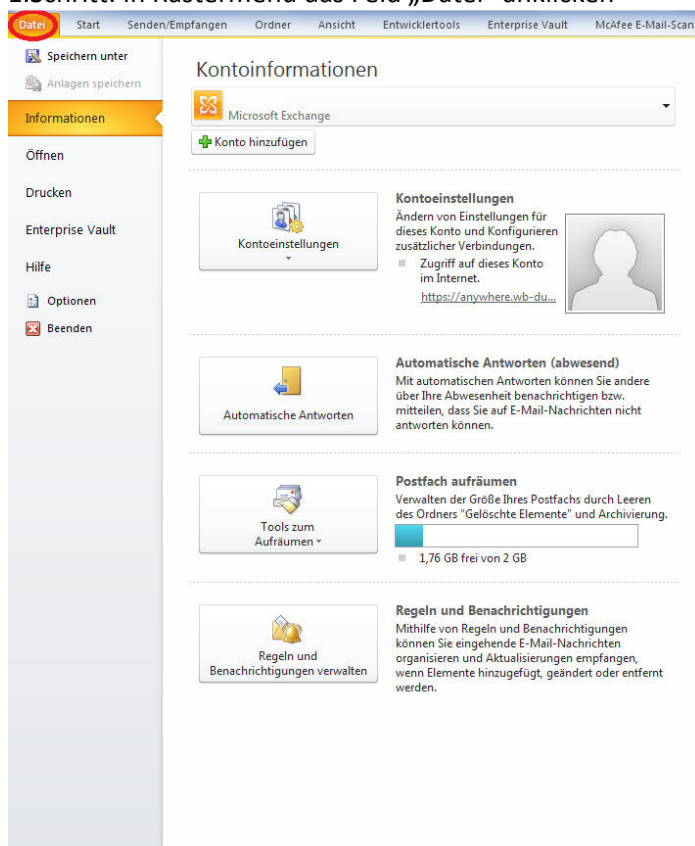 1.Schritt: in Rastermenü das Feld „Datei“ anklicken
Datei Start Senden/Empfangen Ordner Ansicht Entwicklertools Enterprise Vault McAfee E-Mail-Scan
Speichern unter
Anlagen speichern
Informationen
Öffnen
Drucken
Enterprise Vault
Hilfe
Optionen
Beenden
Kontoinformationen
Microsoft Exchange
Konto hinzufügen
Kontoeinstellungen
Kontoeinstellungen
Ändern von Einstellungen für
dieses Konto und Konfigurieren
zusätzlicher Verbindungen.
Zugriff auf dieses Konto
im Internet.
https://anywhere.wb-du...
Automatische Antworten
Automatische Antworten (abwesend)
Mit automatischen Antworten können Sie andere
über Ihre Abwesenheit benachrichtigen bzw.
mitteilen, dass Sie auf E-Mail-Nachrichten nicht
antworten können.
Tools zum
Aufräumen
Postfach aufräumen
Verwalten der Größe Ihres Postfachs durch Leeren
des Ordners "Gelöschte Elemente" und Archivierung.
1,76 GB frei von 2 GB
Regeln und
Benachrichtigungen verwalten
Regeln und Benachrichtigungen
Mithilfe von Regeln und Benachrichtigungen
können Sie eingehende E-Mail-Nachrichten
organisieren und Aktualisierungen empfangen,
wenn Elemente hinzugefügt, geändert oder entfernt
werden.